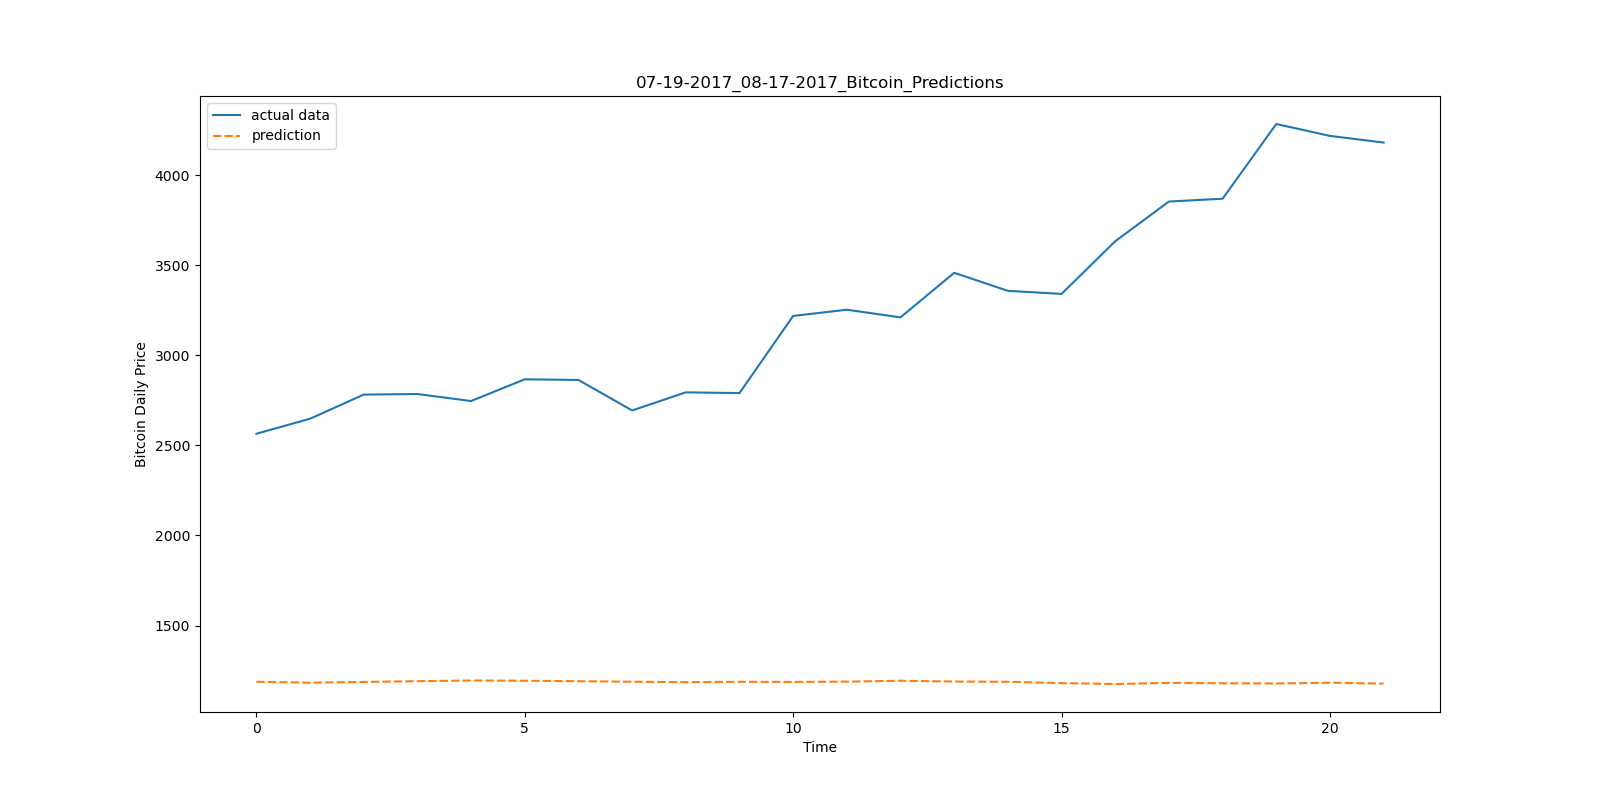 07-19-2017_08-17-2017_Bitcoin_Predictions
actual data
prediction
4000
3500
3000
2500
2000
1500
Bitcoin Daily Price
0 5 10 15 20
Time